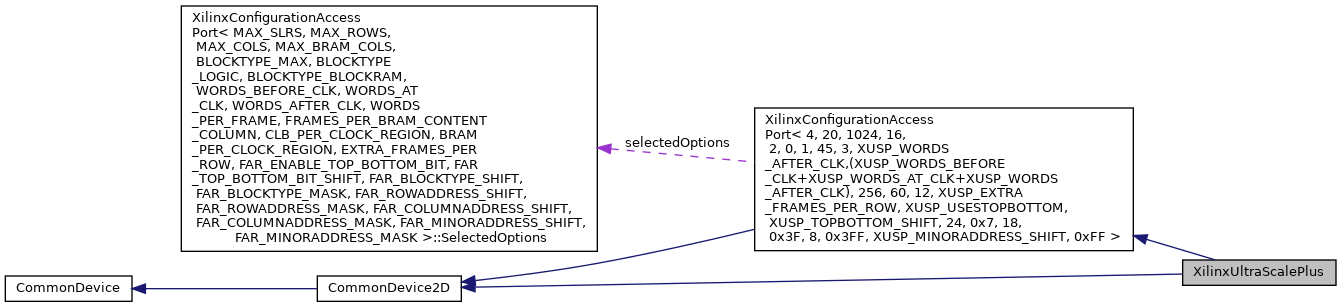 XilinxConfigurationAccess
Port< MAX_SLRS, MAX_ROWS,
MAX_COLS, MAX_BRAM_COLS,
BLOCKTYPE_MAX, BLOCKTYPE
_LOGIC, BLOCKTYPE_BLOCKRAM,
WORDS_BEFORE_CLK, WORDS_AT
_CLK, WORDS_AFTER_CLK, WORDS
_PER_FRAME, FRAMES_PER_BRAM_CONTENT
_COLUMN, CLB_PER_CLOCK_REGION, BRAM
_PER_CLOCK_REGION, EXTRA_FRAMES_PER
_ROW, FAR_ENABLE_TOP_BOTTOM_BIT, FAR
_TOP_BOTTOM_BIT_SHIFT, FAR_BLOCKTYPE_SHIFT,
FAR_BLOCKTYPE_MASK, FAR_ROWADDRESS_SHIFT,
FAR_ROWADDRESS_MASK, FAR_COLUMNADDRESS_SHIFT,
FAR_COLUMNADDRESS_MASK, FAR_MINORADDRESS_SHIFT,
FAR_MINORADDRESS_MASK >::SelectedOptions
selectedOptions
XilinxConfigurationAccess
Port< 4, 20, 1024, 16,
2, 0, 1, 45, 3, XUSP_WORDS
_AFTER_CLK,(XUSP_WORDS_BEFORE
_CLK+XUSP_WORDS_AT_CLK+XUSP_WORDS
_AFTER_CLK), 256, 60, 12, XUSP_EXTRA
_FRAMES_PER_ROW, XUSP_USESTOPBOTTOM,
XUSP_TOPBOTTOM_SHIFT, 24, 0x7, 18,
0x3F, 8, 0x3FF, XUSP_MINORADDRESS_SHIFT, 0xFF >
XilinxUltraScalePlus
CommonDevice
CommonDevice2D